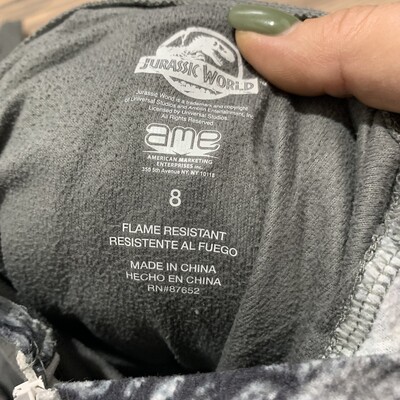 JURASSIC WORLD
Jurassic World is a trademark and copyright
of Universal Studios and Amblin Entertainment, Inc.
Licensed by Universal Studios
All Rights Reserved
ame
AMERICAN MARKETING
ENTERPRISES INC.
350 5th Avenue NY, NY 10118
8
FLAME RESISTANT
RESISTENTE AL FUEGO
MADE IN CHINA
HECHO EN CHINA
RN#87652